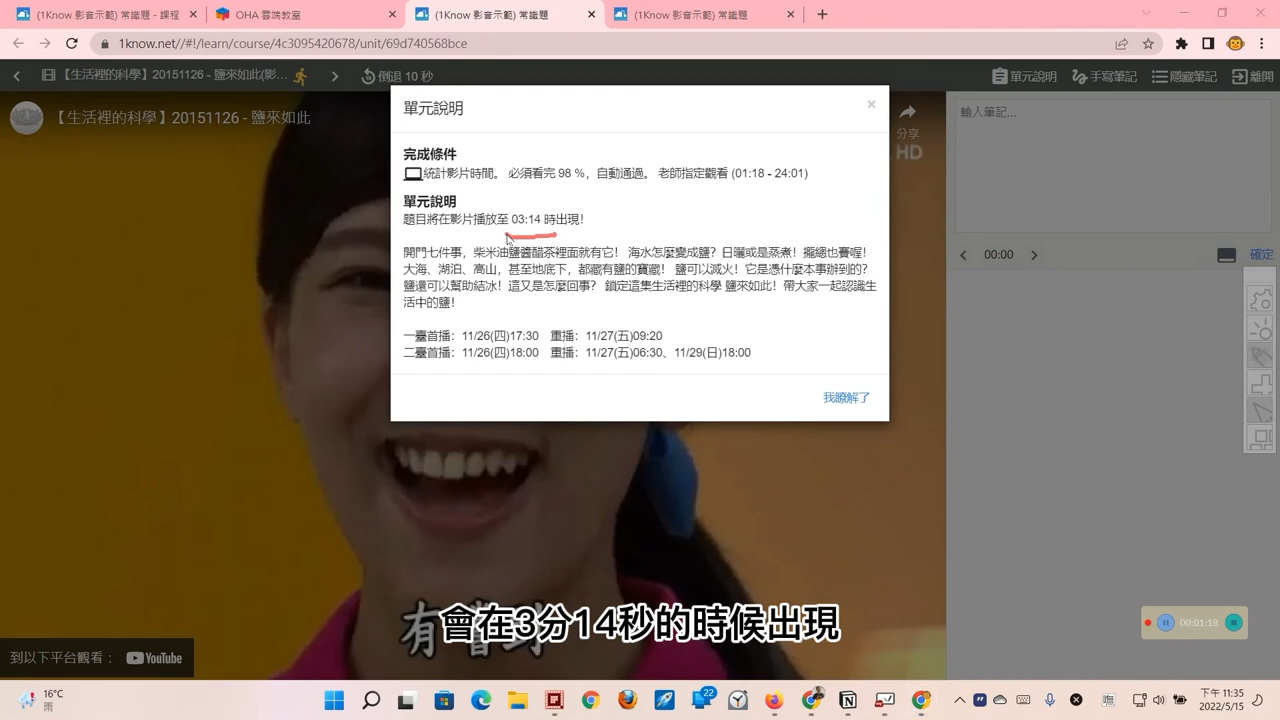 (1Know 影音示範) 常識題 - 課程
OHA 雲端教室
(1Know 影音示範) 常識題
(1Know 影音示範) 常識題
1know.net/#!/learn/course/4c3095420678/unit/69d740568bce
【生活裡的科學】20151126 - 鹽來如此(影...
倒退 10 秒
單元說明
手寫筆記
隱藏筆記
離開
【生活裡的科學】20151126 - 鹽來如此
分享
HD
輸入筆記...
單元說明
×
完成條件
統計影片時間。 必須看完 98 %，自動通過。 老師指定觀看 (01:18 - 24:01)
單元說明
題目將在影片播放至 03:14 時出現！
開門七件事，柴米油鹽醬醋茶裡面就有它！ 海水怎麼變成鹽？日曬或是蒸煮！攏總也賽喔！
大海、湖泊、高山，甚至地底下，都藏有鹽的寶藏！ 鹽可以滅火！它是憑什麼本事辦到的？
鹽還可以幫助結冰！這又是怎麼回事？ 鎖定這集生活裡的科學 鹽來如此！帶大家一起認識生
活中的鹽！
一臺首播：11/26(四)17:30 重播：11/27(五)09:20
二臺首播：11/26(四)18:00 重播：11/27(五)06:30、11/29(日)18:00
我瞭解了
00:00
確定
會在3分14秒的時候出現
00:01:18
到以下平台觀看：
YouTube
16°C
雨
22
下午 11:35
2022/5/15